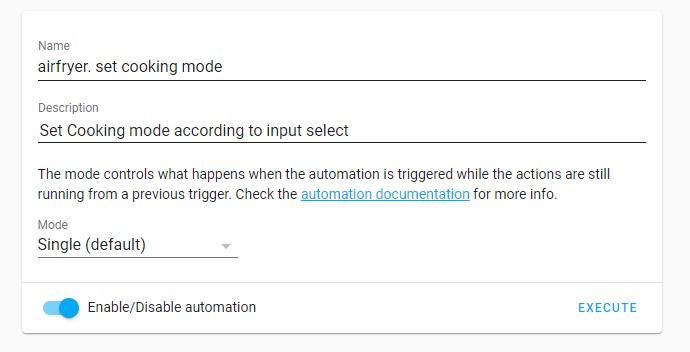 Name
airfryer. set cooking mode
Description
Set Cooking mode according to input select
The mode controls what happens when the automation is triggered while the actions are still
running from a previous trigger. Check the automation documentation for more info.
Mode
Single (default)
Enable/Disable automation
EXECUTE